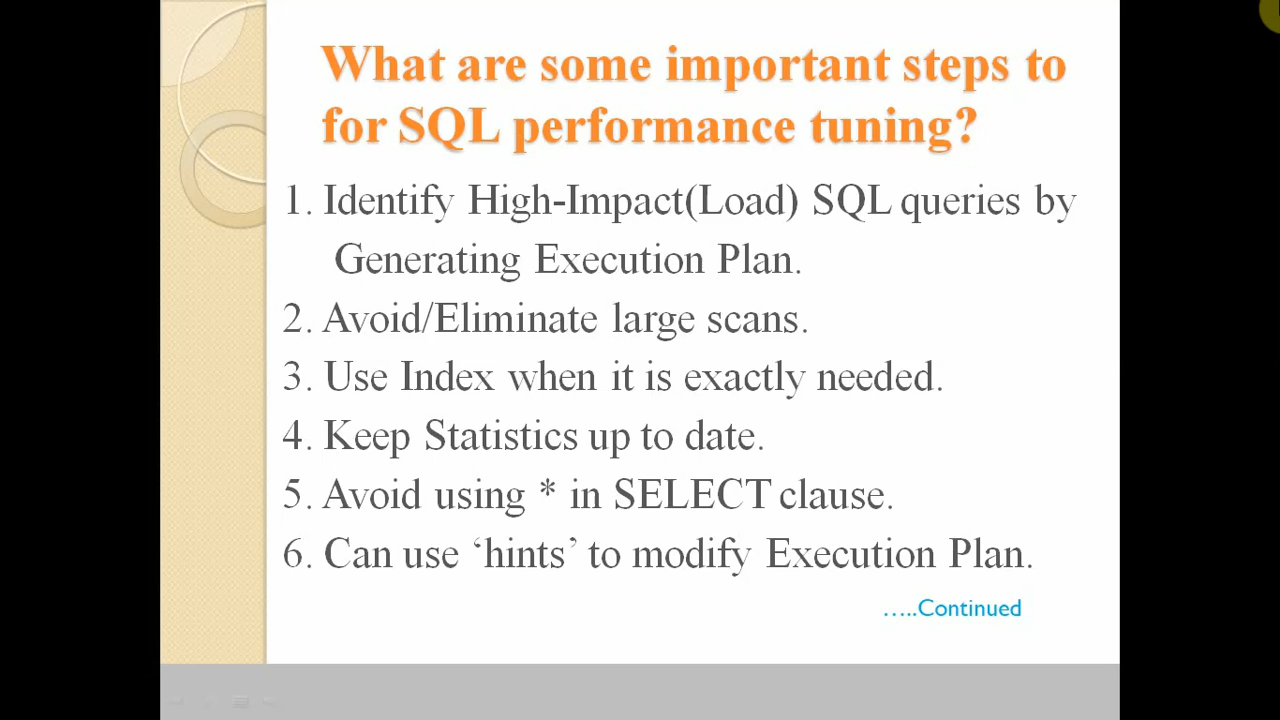 What are some important steps to
for SQL performance tuning?
1. Identify High-Impact(Load) SQL queries by
Generating Execution Plan.
2. Avoid/Eliminate large scans.
3. Use Index when it is exactly needed.
4. Keep Statistics up to date.
5. Avoid using * in SELECT clause.
6. Can use ‘hints’ to modify Execution Plan.
…..Continued